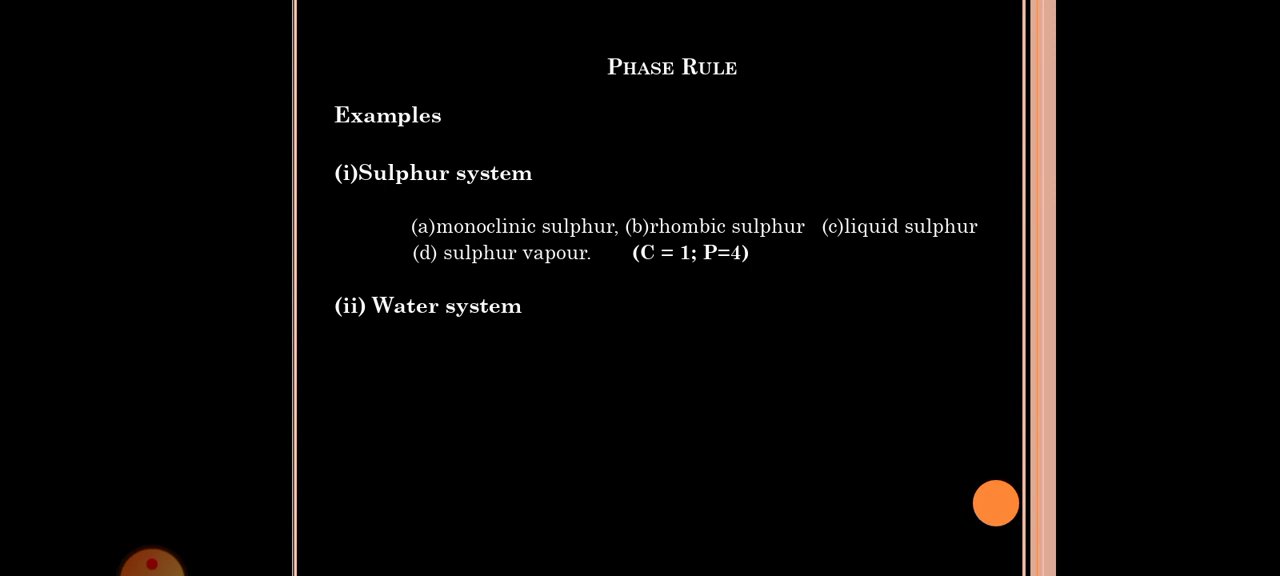 Phase Rule
Examples
(i)Sulphur system
(a)monoclinic sulphur, (b)rhombic sulphur (c)liquid sulphur
(d) sulphur vapour. (C = 1; P=4)
(ii) Water system